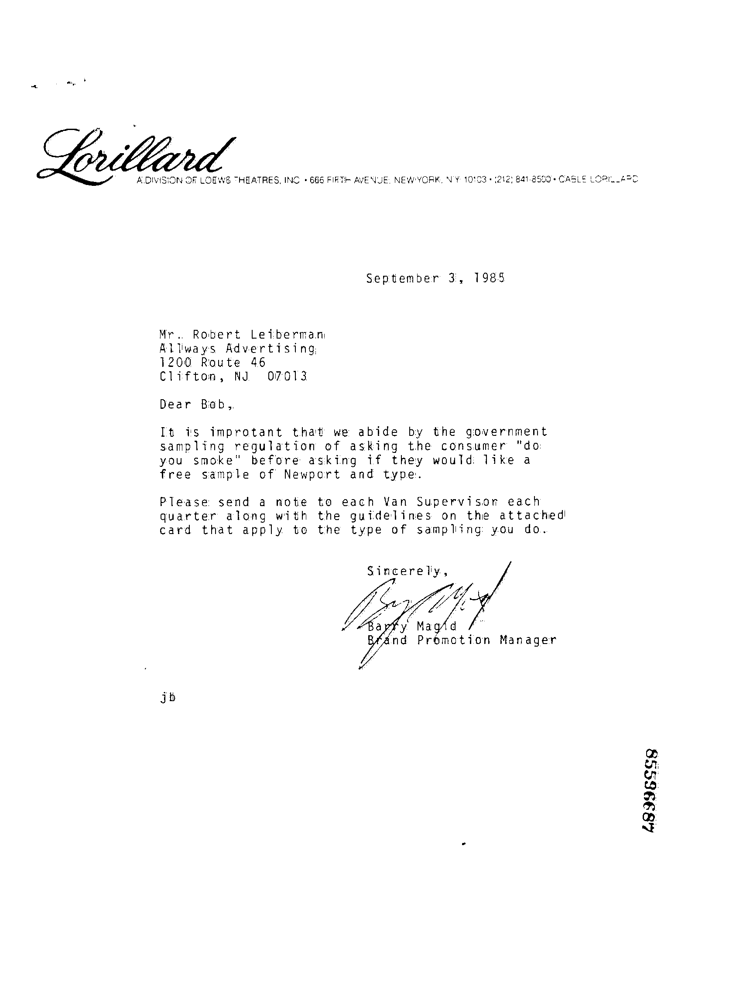 Lorillard
A DIVISION OF LOEWS THEATRES, INC • 666 FIFTH AVENUE, NEW YORK, N.Y. 10103 • (212) 841-8500 • CABLE LORILLARD
September 3, 1985
Mr. Robert Leiberman
Allways Advertising
1200 Route 46
Clifton, NJ 07013
Dear Bob,
It is improtant that we abide by the government
sampling regulation of asking the consumer "do
you smoke" before asking if they would like a
free sample of Newport and type.
Please send a note to each Van Supervison each
quarter along with the guidelines on the attached
card that apply to the type of sampling you do.
Sincerely,
Barry Magid
Brand Promotion Manager
jb
85596687